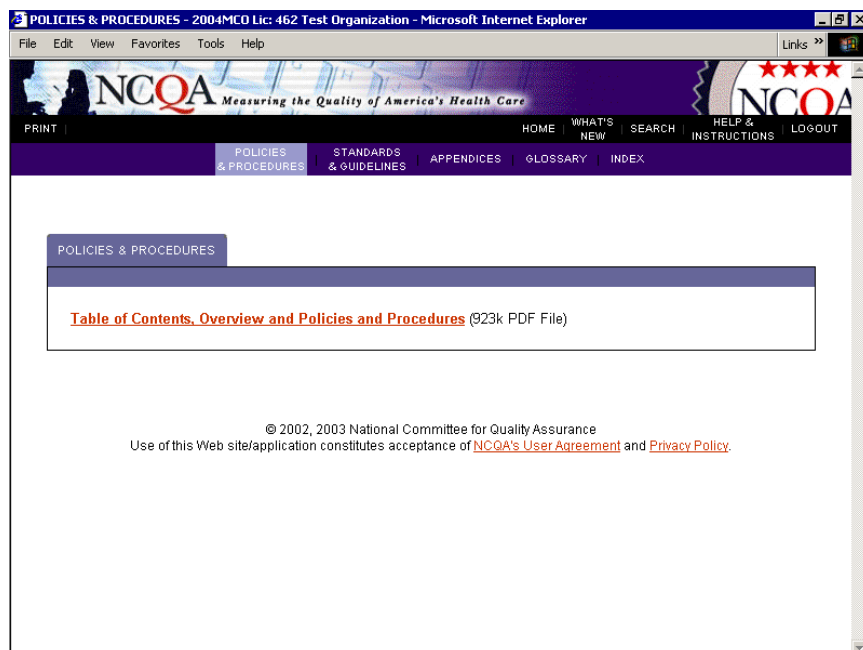 POLICIES & PROCEDURES - 2004MCO Lic: 462 Test Organization - Microsoft Internet Explorer
File Edit View Favorites Tools Help Links »
NCQA Measuring the Quality of America's Health Care
NCQA
PRINT | HOME | WHAT'S NEW | SEARCH | HELP & INSTRUCTIONS | LOGOUT
POLICIES & PROCEDURES | STANDARDS & GUIDELINES | APPENDICES | GLOSSARY | INDEX
POLICIES & PROCEDURES
Table of Contents, Overview and Policies and Procedures (923k PDF File)
© 2002, 2003 National Committee for Quality Assurance
Use of this Web site/application constitutes acceptance of NCQA's User Agreement and Privacy Policy.